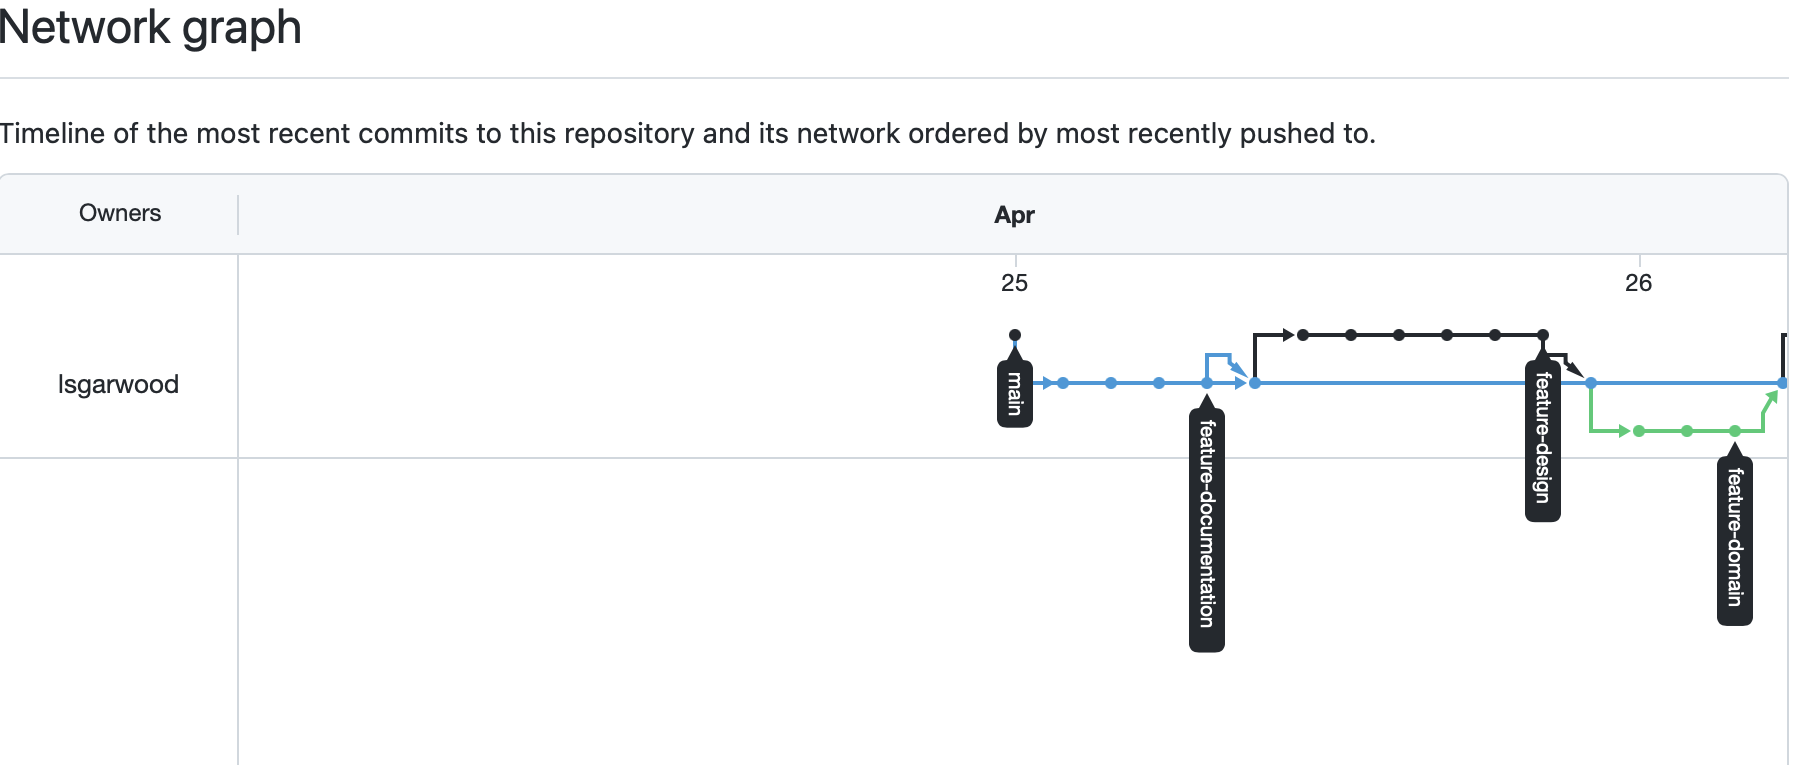 Network graph
Timeline of the most recent commits to this repository and its network ordered by most recently pushed to.
Owners
Apr
25
26
lsgarwood
main
feature-documentation
feature-design
feature-domain